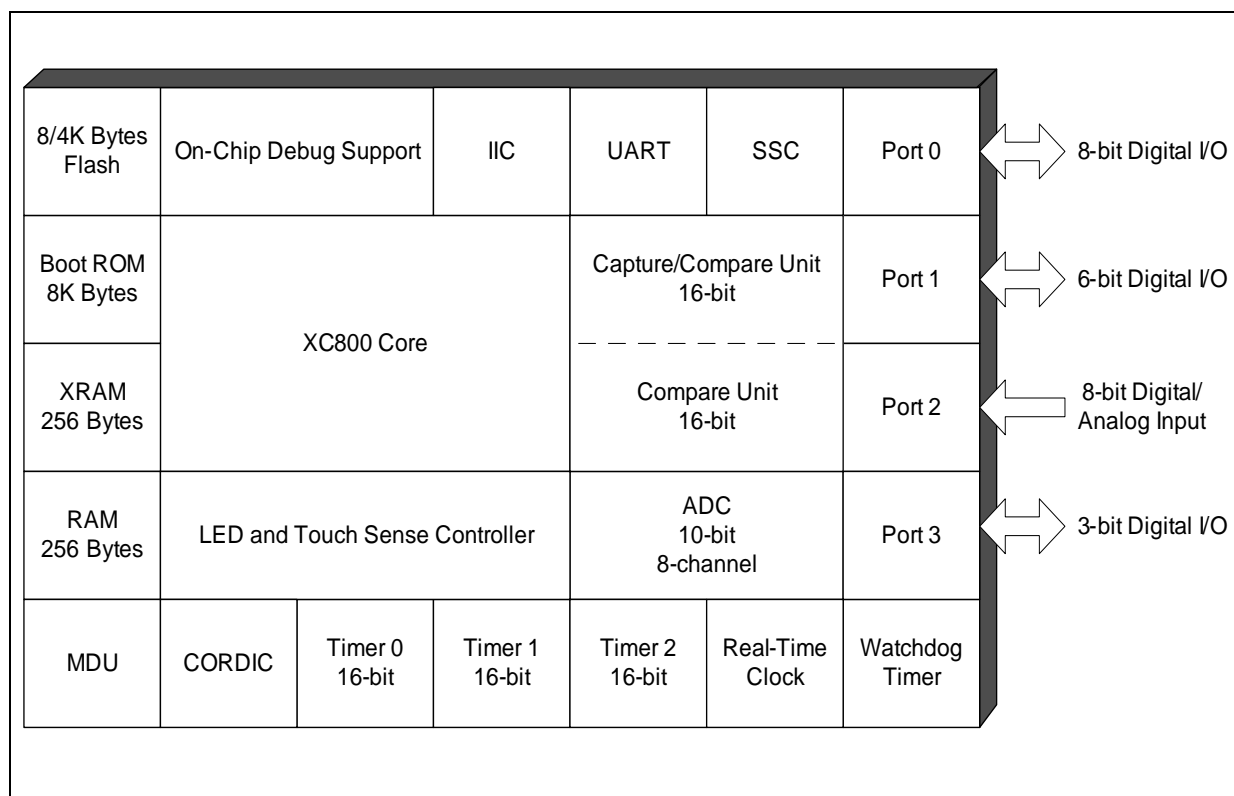 8/4K Bytes
Flash
On-Chip Debug Support
IIC
UART
SSC
Port 0
8-bit Digital I/O
Boot ROM
8K Bytes
XC800 Core
Capture/Compare Unit
16-bit
Port 1
6-bit Digital I/O
XRAM
256 Bytes
Compare Unit
16-bit
Port 2
8-bit Digital/
Analog Input
RAM
256 Bytes
LED and Touch Sense Controller
ADC
10-bit
8-channel
Port 3
3-bit Digital I/O
MDU
CORDIC
Timer 0
16-bit
Timer 1
16-bit
Timer 2
16-bit
Real-Time
Clock
Watchdog
Timer